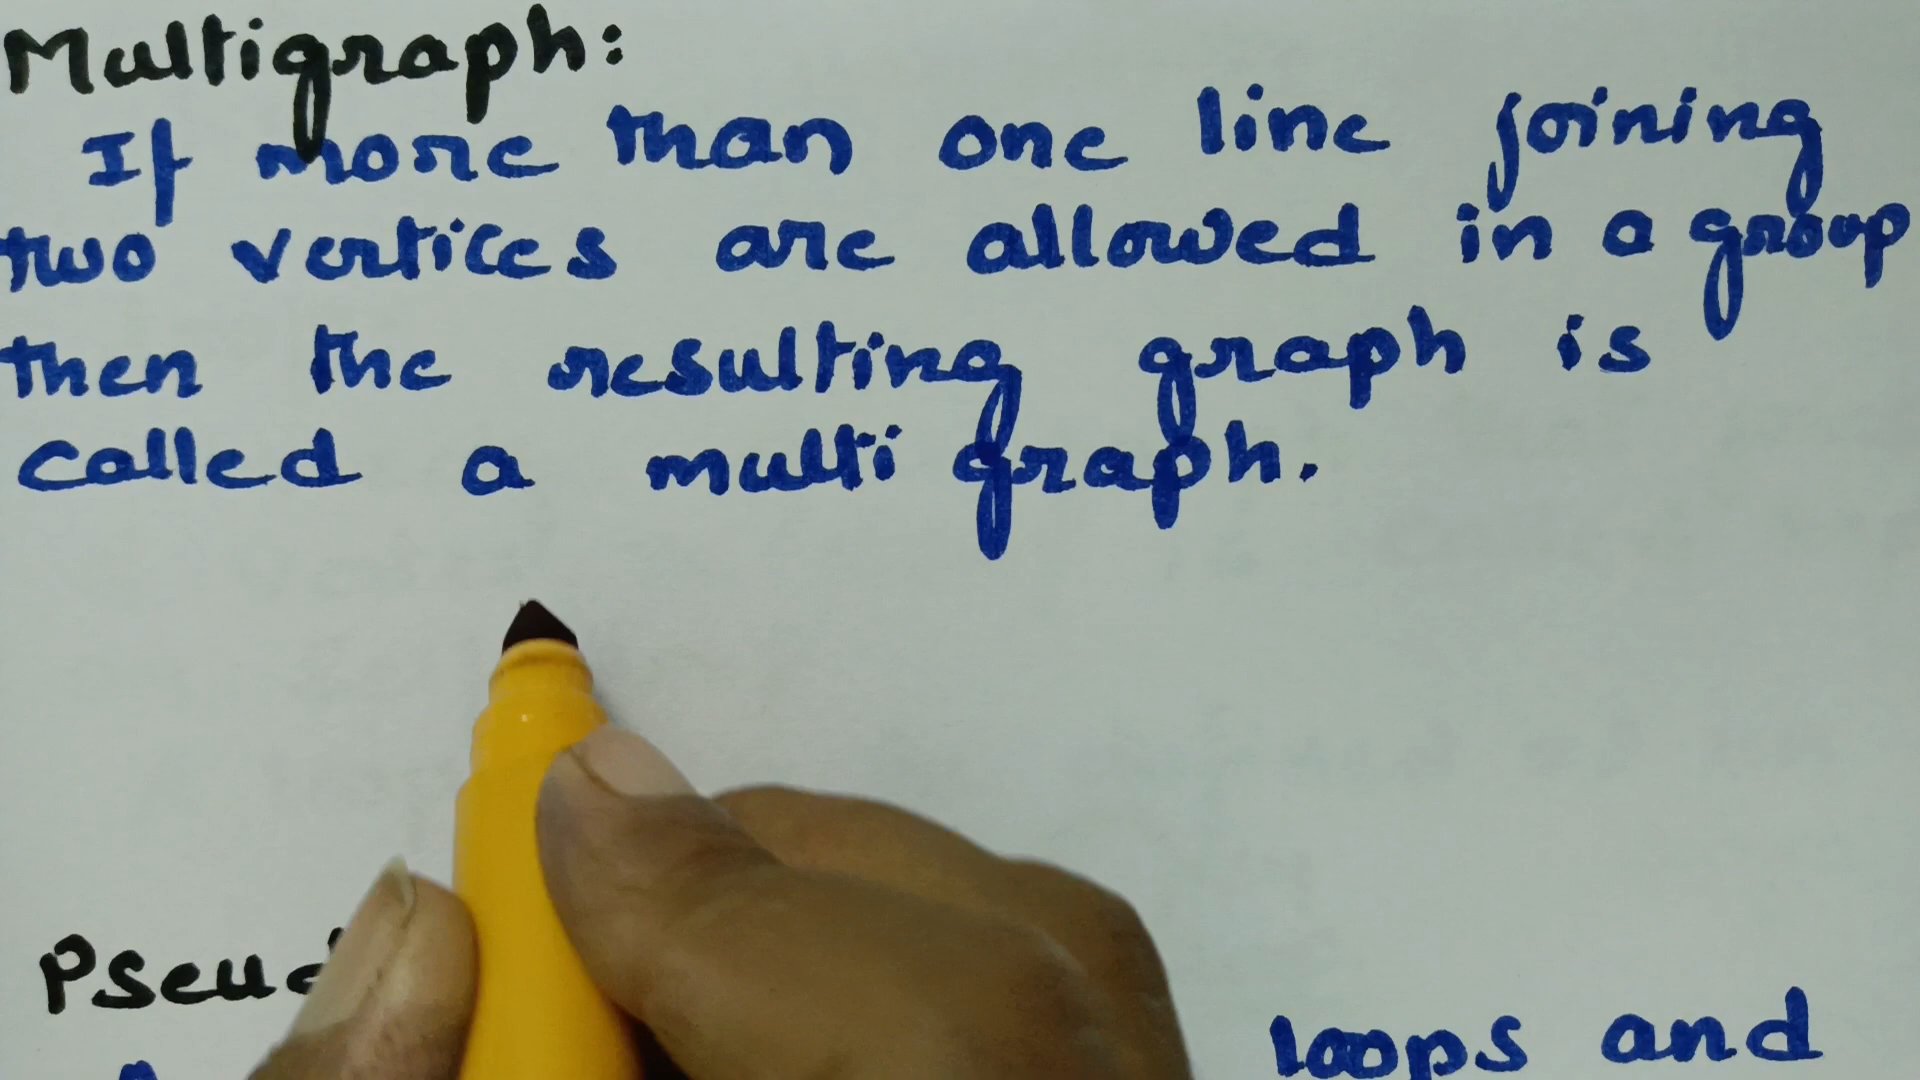 Multigraph:
If more than one line joining
two vertices are allowed in a group
then the resulting graph is
called a multi graph.
loops and